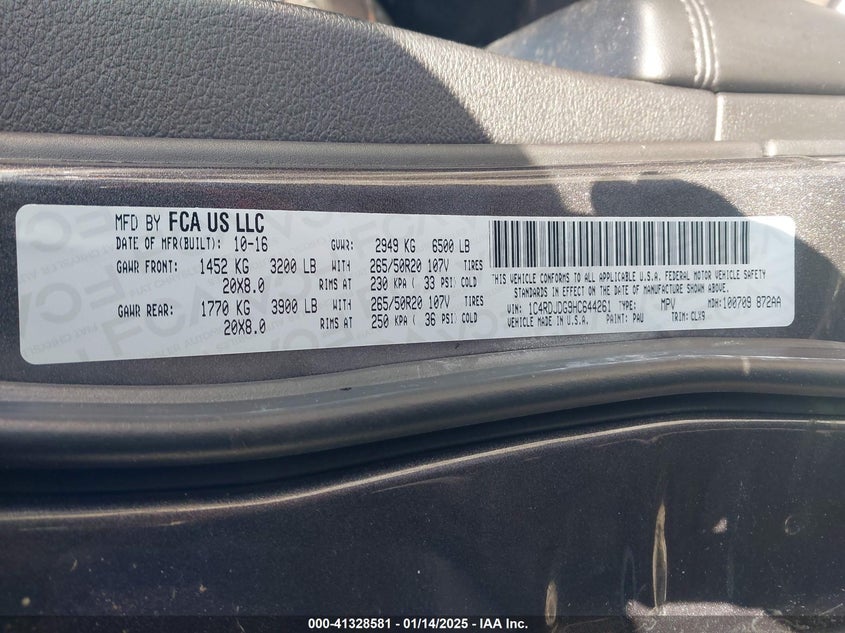 MFD BY FCA US LLC
DATE OF MFR(BUILT): 10-16 GVWR: 2949 KG 6500 LB
GAWR FRONT: 1452 KG 3200 LB WITH 265/50R20 107V TIRES
20X8.0 RIMS AT 230 KPA ( 33 PSI) COLD
GAWR REAR: 1770 KG 3900 LB WITH 265/50R20 107V TIRES
20X8.0 RIMS AT 250 KPA ( 36 PSI) COLD
THIS VEHICLE CONFORMS TO ALL APPLICABLE U.S.A. FEDERAL MOTOR VEHICLE SAFETY
STANDARDS IN EFFECT ON THE DATE OF MANUFACTURE SHOWN ABOVE.
VIN: 1C4RDJDG9HC644261 TYPE: MPV MDH: 100709 872AA
VEHICLE MADE IN U.S.A. PAINT: PAU TRIM: CLX9
000-41328581 - 01/14/2025 - IAA Inc.